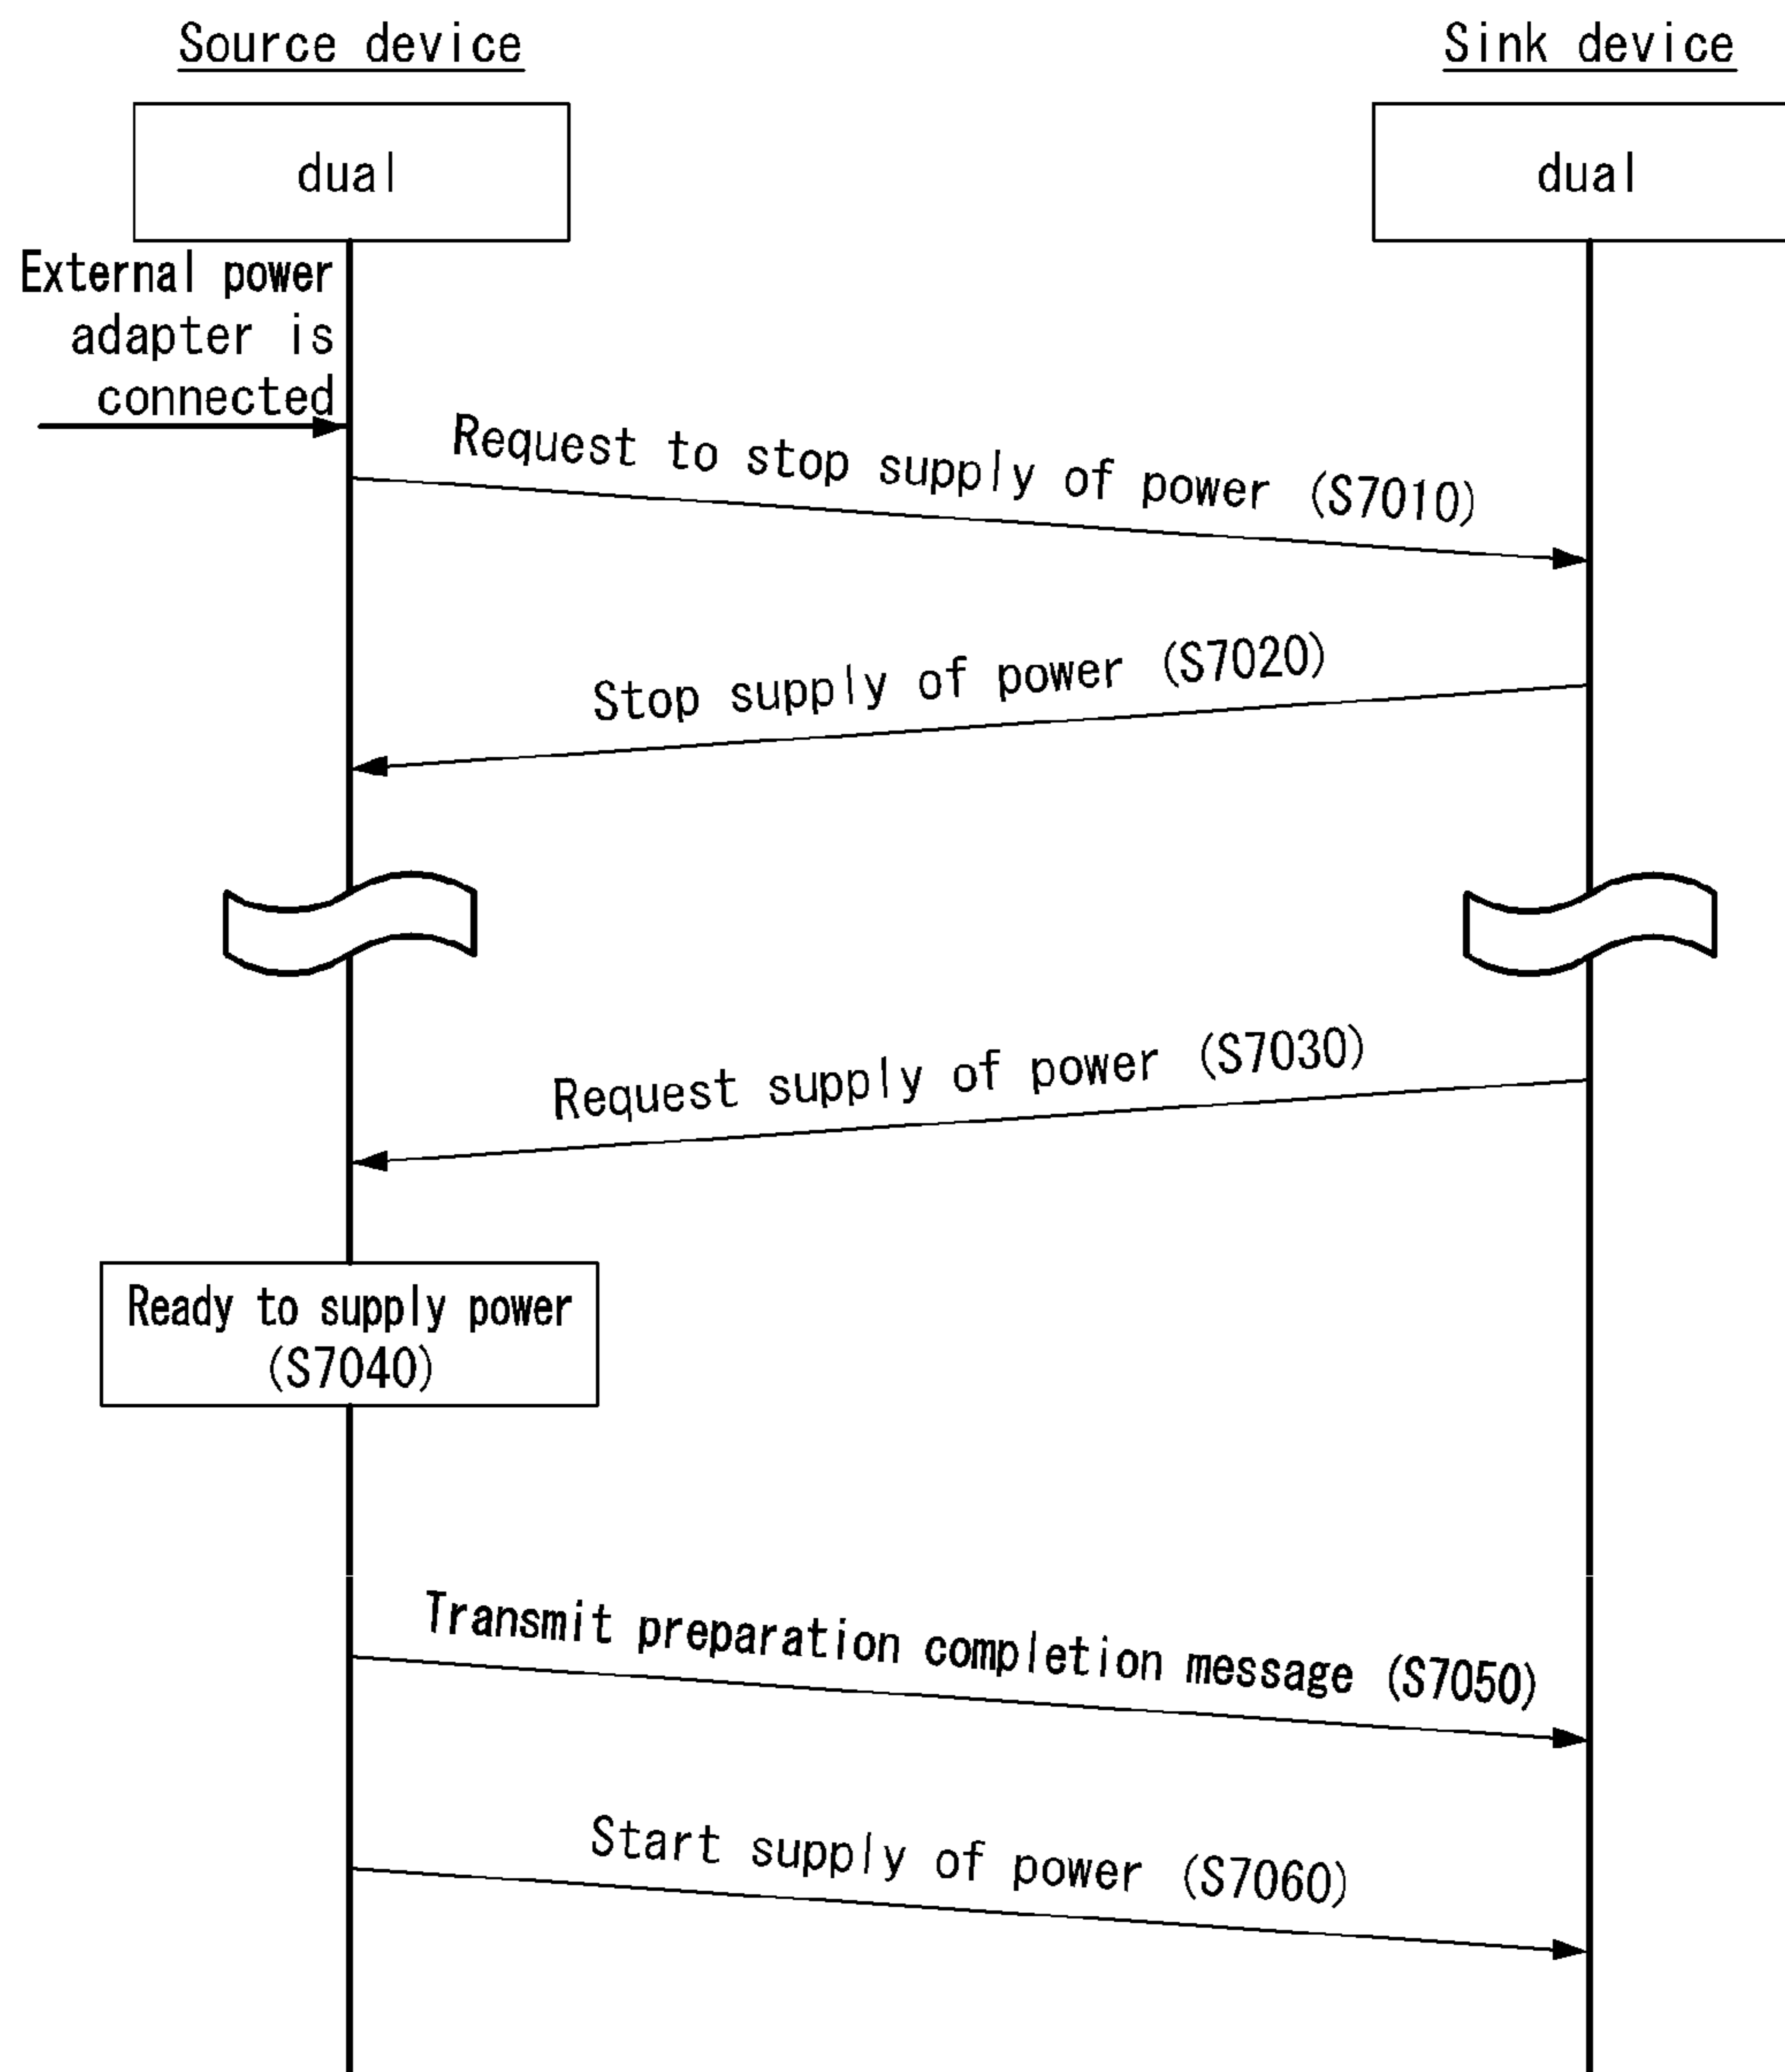 Source device
Sink device
dual
dual
External power
adapter is
connected
Request to stop supply of power (S7010)
Stop supply of power (S7020)
Request supply of power (S7030)
Ready to supply power
(S7040)
Transmit preparation completion message (S7050)
Start supply of power (S7060)